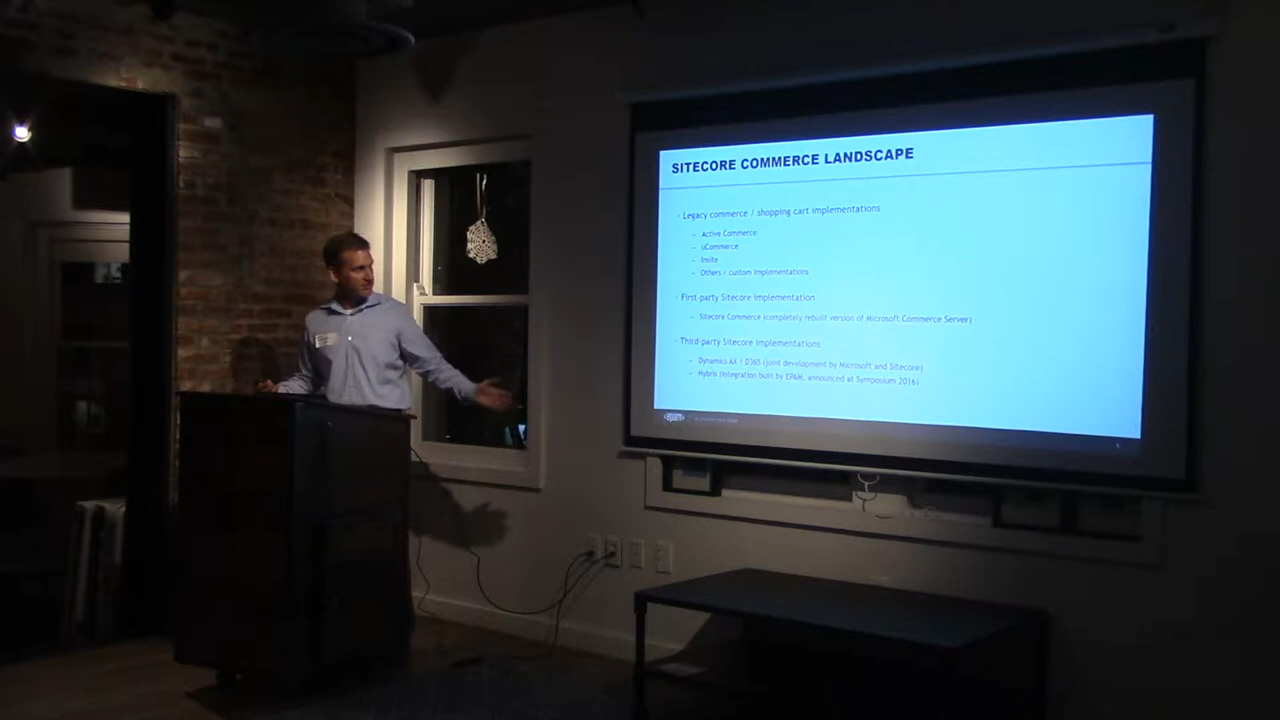 SITECORE COMMERCE LANDSCAPE
Legacy commerce / shopping cart implementations
– Active Commerce
– uCommerce
– Insite
– Others / custom implementations
First-party Sitecore implementation
– Sitecore Commerce (completely rebuilt version of Microsoft Commerce Server)
Third-party Sitecore implementations
– Dynamics AX / D365 (joint development by Microsoft and Sitecore)
– Hybris (integration built by EPAM, announced at Symposium 2016)
<epam>